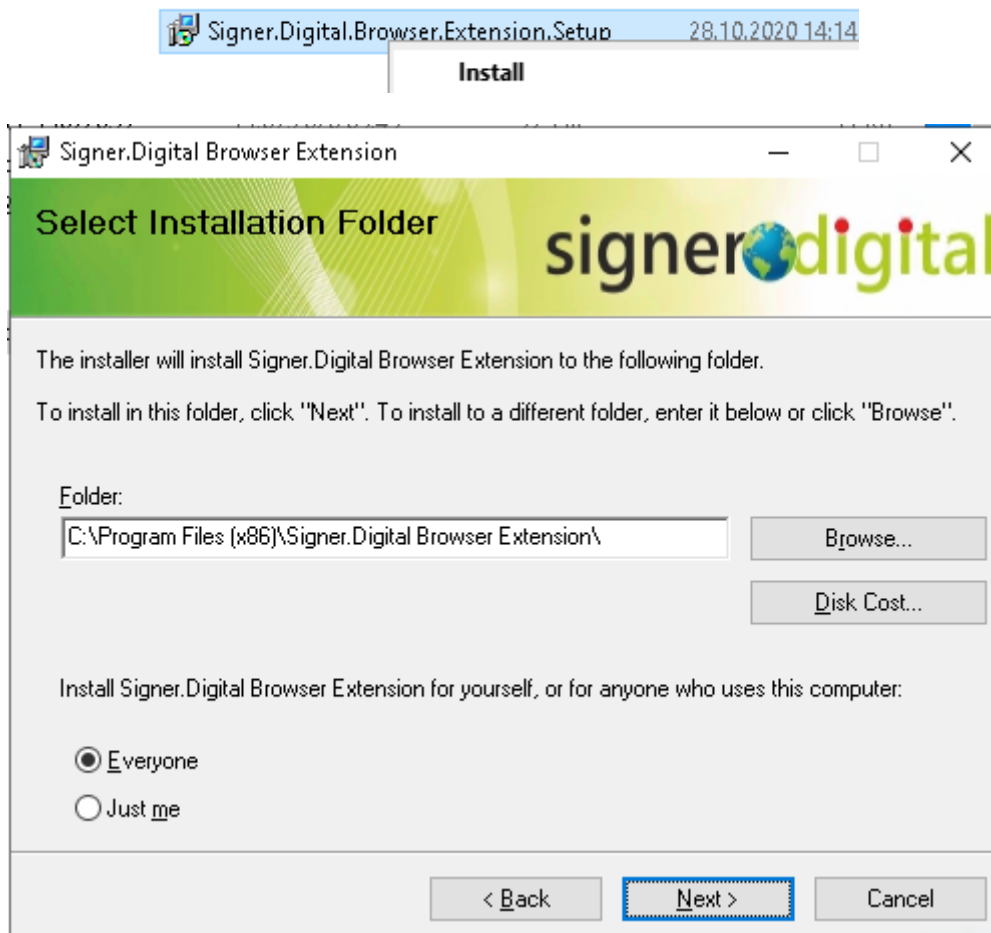 Signer.Digital.Browser.Extension.Setup 28.10.2020 14:14
Install
Signer.Digital Browser Extension
Select Installation Folder
signer digital
The installer will install Signer.Digital Browser Extension to the following folder.
To install in this folder, click "Next". To install to a different folder, enter it below or click "Browse".
Folder:
C:\Program Files (x86)\Signer.Digital Browser Extension\
Browse...
Disk Cost...
Install Signer.Digital Browser Extension for yourself, or for anyone who uses this computer:
Everyone
Just me
< Back Next > Cancel